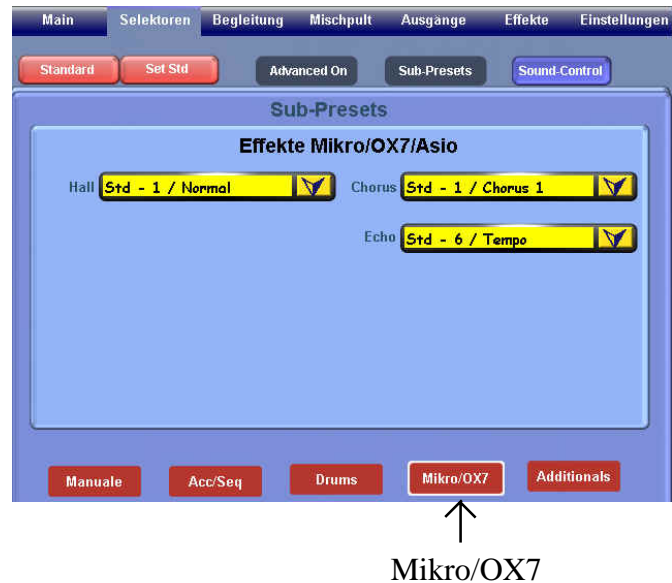 Main Selektoren Begleitung Mischpult Ausgänge Effekte Einstellungen
Standard Set Std Advanced On Sub-Presets Sound-Control
Sub-Presets
Effekte Mikro/OX7/Asio
Hall Std - 1 / Normal Chorus Std - 1 / Chorus 1
Echo Std - 6 / Tempo
Manuale Acc/Seq Drums Mikro/OX7 Additionals
Mikro/OX7